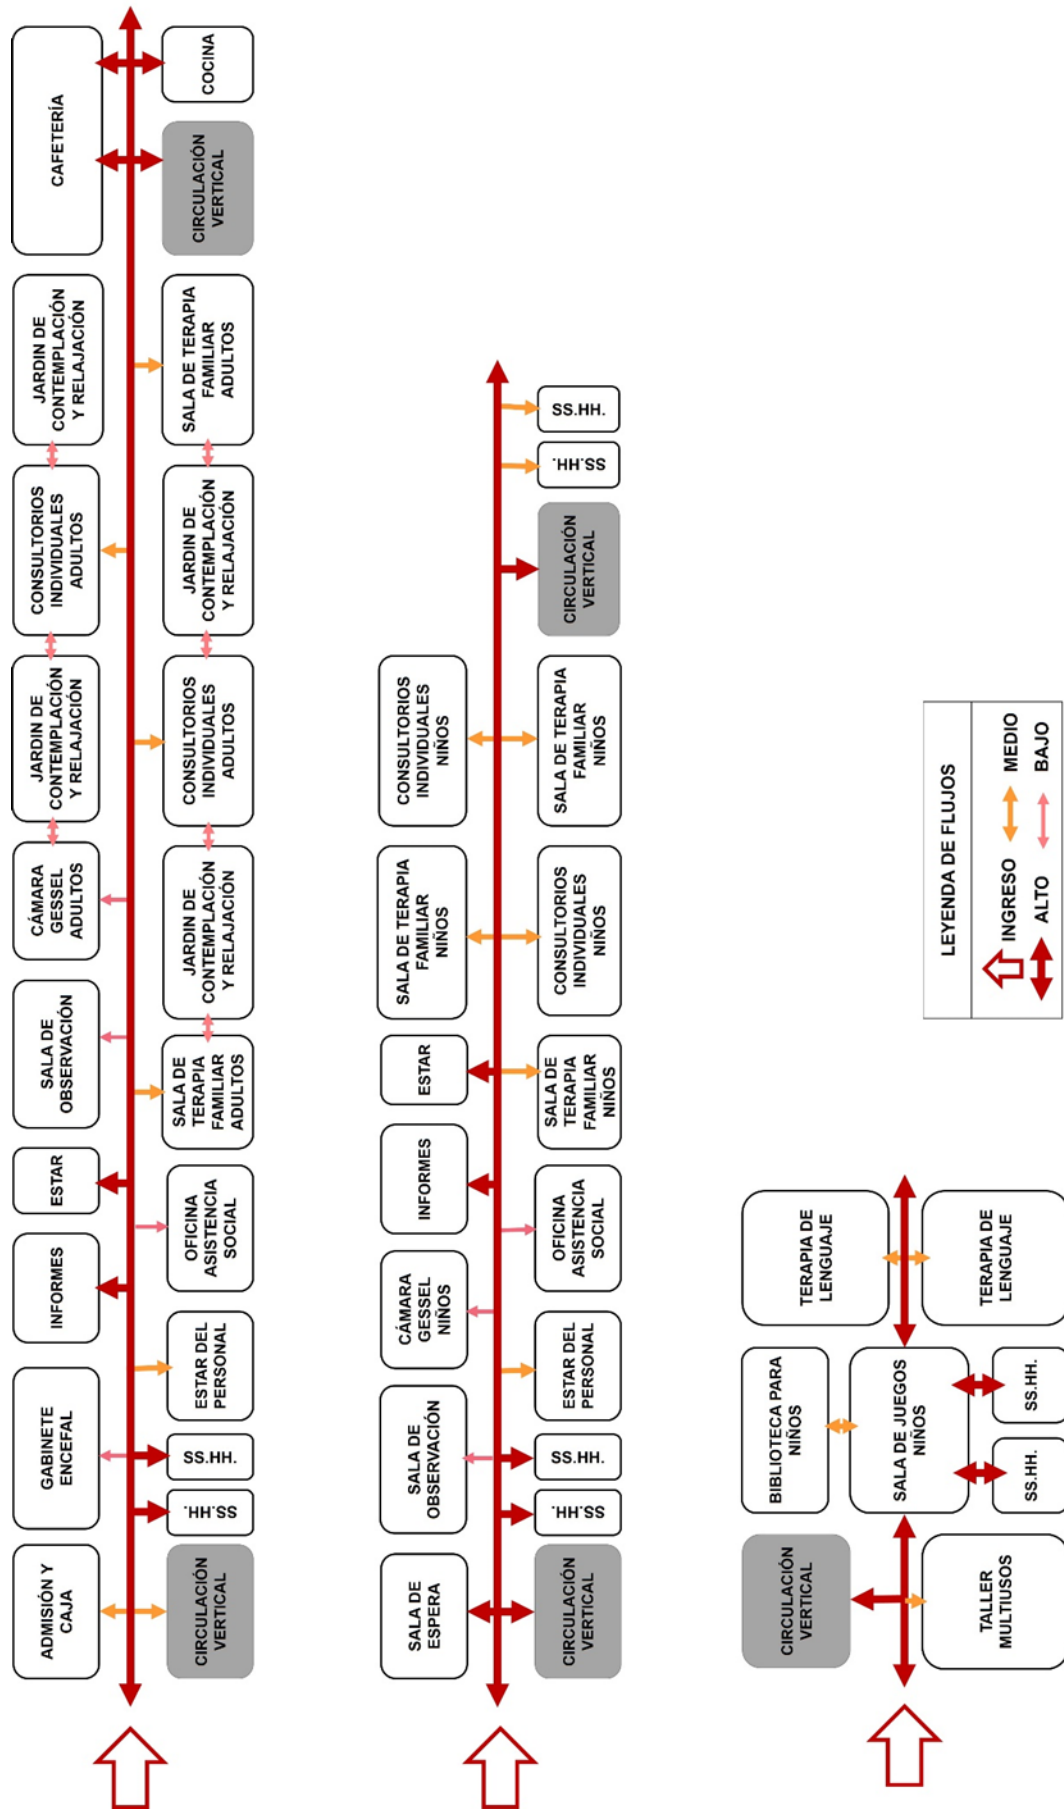 ADMISIÓN Y
CAJA
GABINETE
ENCEFAL
INFORMES
ESTAR
SALA DE
OBSERVACIÓN
CÁMARA
GESSEL
ADULTOS
JARDIN DE
CONTEMPLACIÓN
Y RELAJACIÓN
CONSULTORIOS
INDIVIDUALES
ADULTOS
JARDIN DE
CONTEMPLACIÓN
Y RELAJACIÓN
CAFETERÍA
CIRCULACIÓN
VERTICAL
SS.HH.
SS.HH.
ESTAR DEL
PERSONAL
OFICINA
ASISTENCIA
SOCIAL
SALA DE
TERAPIA
FAMILIAR
ADULTOS
JARDIN DE
CONTEMPLACIÓN
Y RELAJACIÓN
CONSULTORIOS
INDIVIDUALES
ADULTOS
JARDIN DE
CONTEMPLACIÓN
Y RELAJACIÓN
SALA DE TERAPIA
FAMILIAR
ADULTOS
CIRCULACIÓN
VERTICAL
COCINA
SALA DE
ESPERA
SALA DE
OBSERVACIÓN
CÁMARA
GESSEL
NIÑOS
INFORMES
ESTAR
SALA DE TERAPIA
FAMILIAR
NIÑOS
CONSULTORIOS
INDIVIDUALES
NIÑOS
CIRCULACIÓN
VERTICAL
SS.HH.
SS.HH.
ESTAR DEL
PERSONAL
OFICINA
ASISTENCIA
SOCIAL
SALA DE
TERAPIA
FAMILIAR
NIÑOS
CONSULTORIOS
INDIVIDUALES
NIÑOS
SALA DE TERAPIA
FAMILIAR
NIÑOS
CIRCULACIÓN
VERTICAL
SS.HH.
SS.HH.
CIRCULACIÓN
VERTICAL
BIBLIOTECA PARA
NIÑOS
TERAPIA DE
LENGUAJE
SALA DE JUEGOS
NIÑOS
TALLER
MULTIUSOS
SS.HH.
SS.HH.
TERAPIA DE
LENGUAJE
LEYENDA DE FLUJOS
INGRESO
MEDIO
ALTO
BAJO